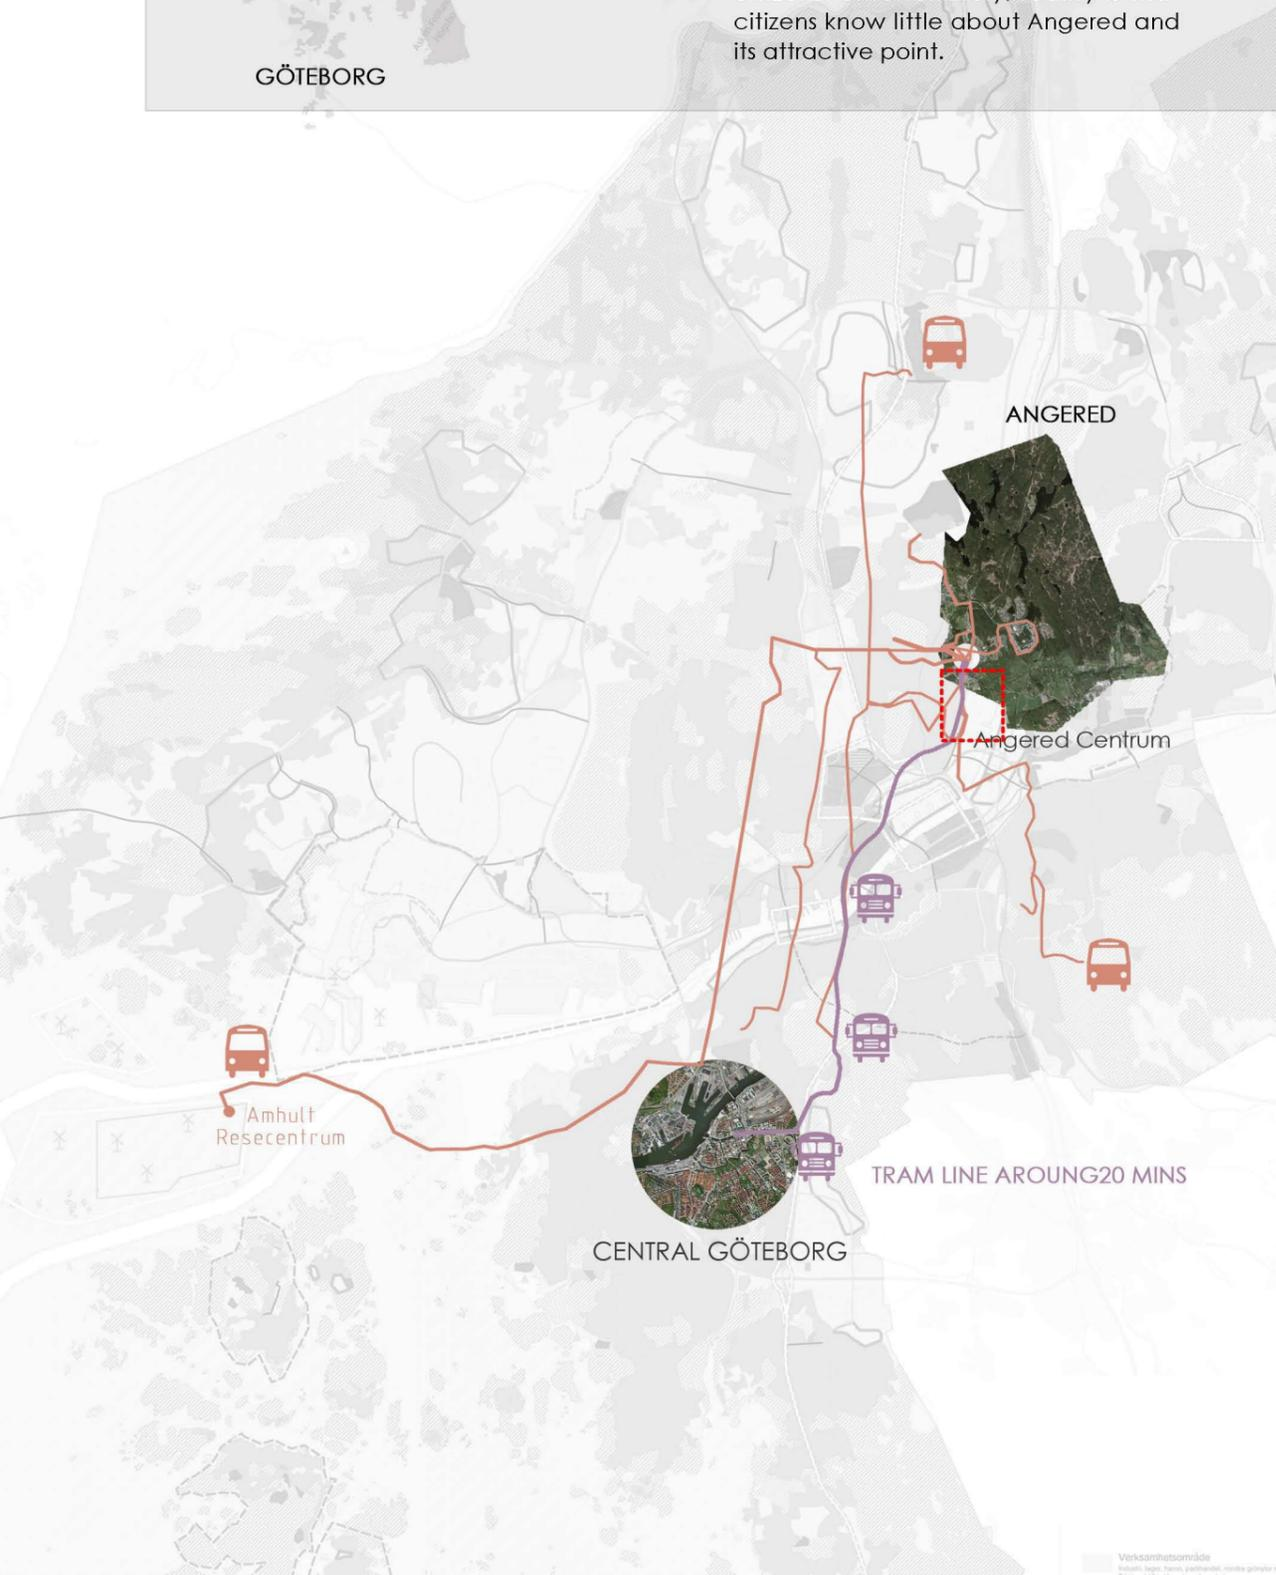 citizens know little about Angered and
its attractive point.
GÖTEBORG
ANGERED
Angered Centrum
Amhult
Resecentrum
TRAM LINE AROUNG20 MINS
CENTRAL GÖTEBORG
Verksamhetsområde